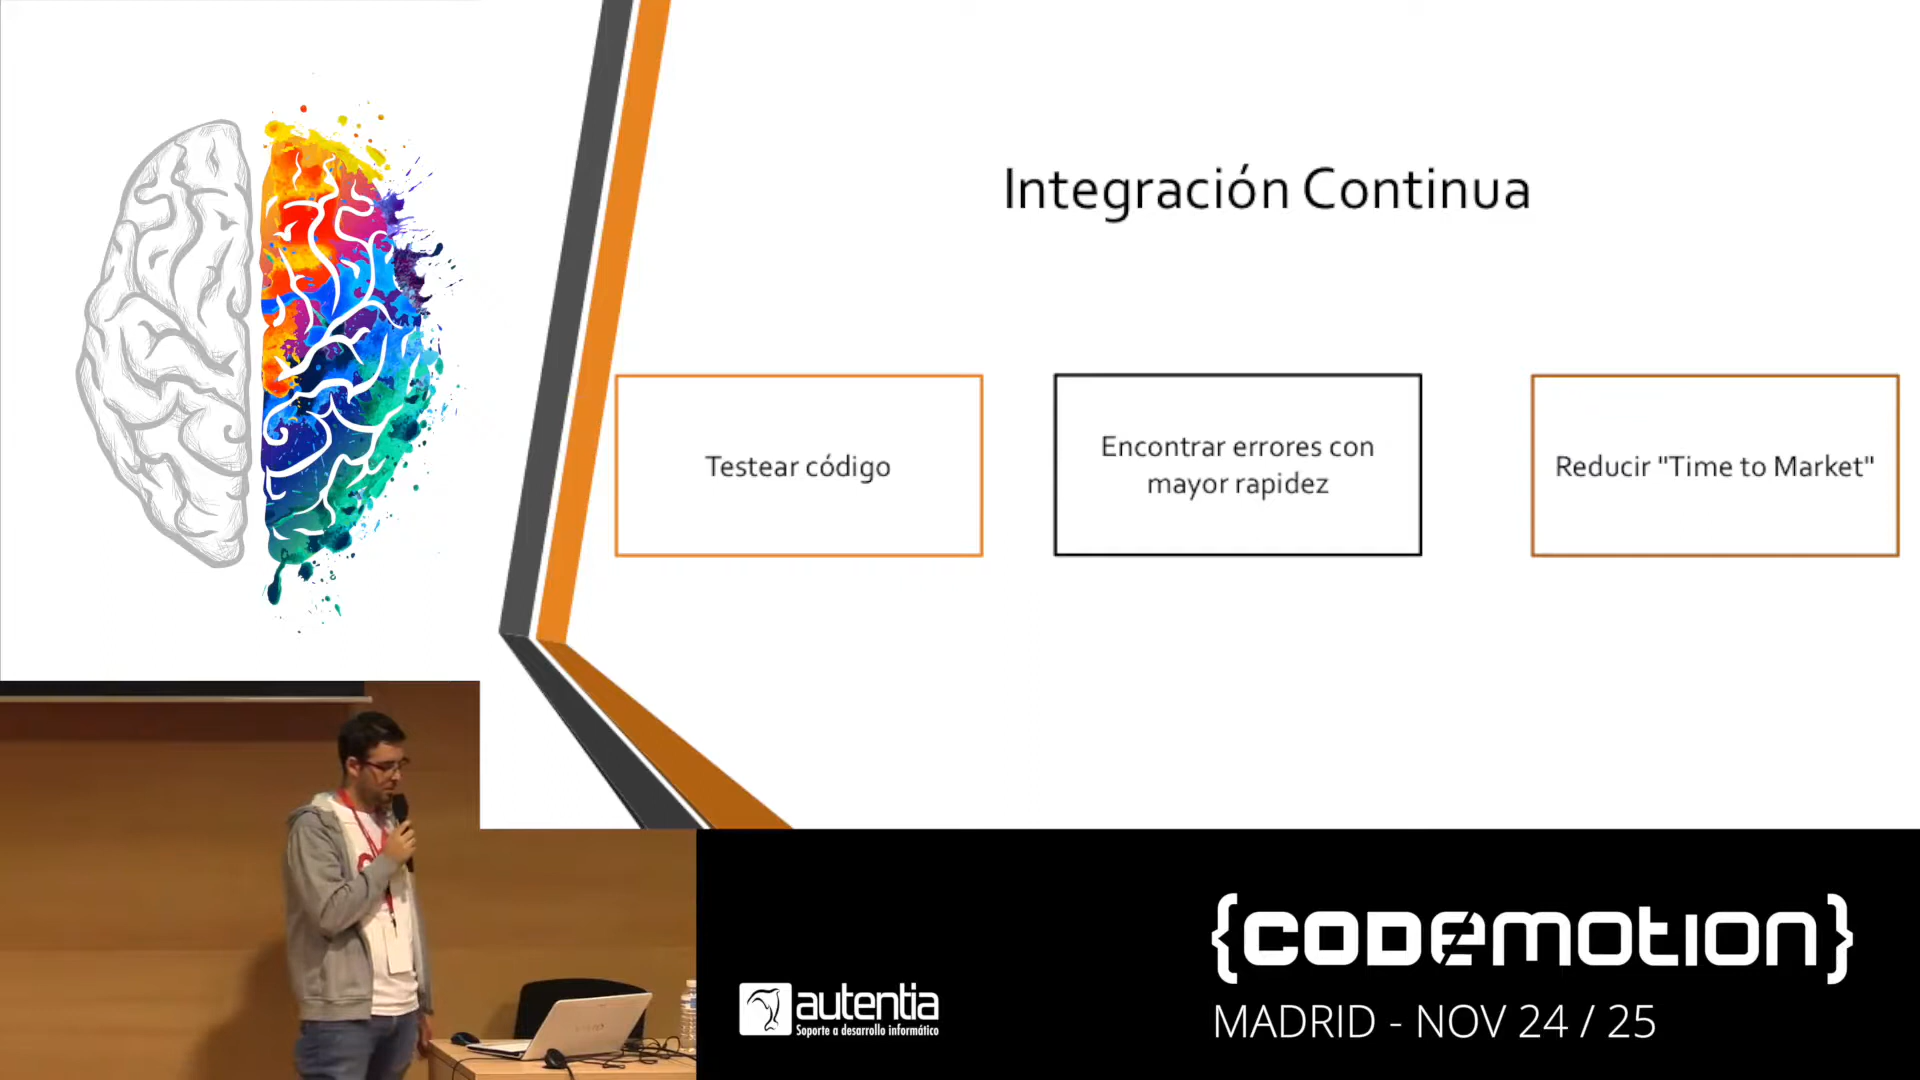 Integración Continua
Testear código
Encontrar errores con
mayor rapidez
Reducir "Time to Market"
{CODEMOTION}
MADRID - NOV 24 / 25
autentia
Soporte a desarrollo informático